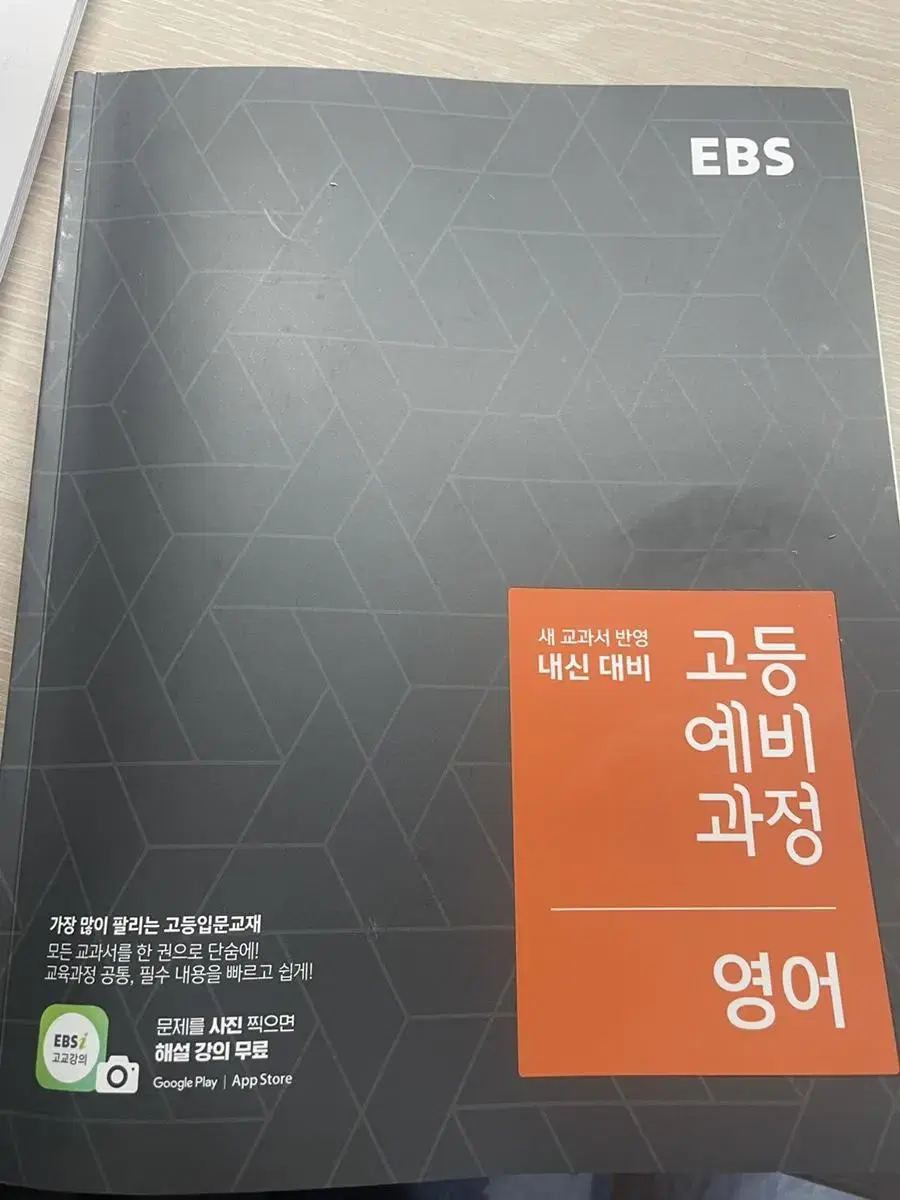 EBS
새 교과서 반영
내신 대비
고등
예비
과정
영어
가장 많이 팔리는 고등입문교재
모든 교과서를 한 권으로 단숨에!
교육과정 공통, 필수 내용을 빠르고 쉽게!
EBSi
고교강의
문제를 사진 찍으면
해설 강의 무료
Google Play | App Store